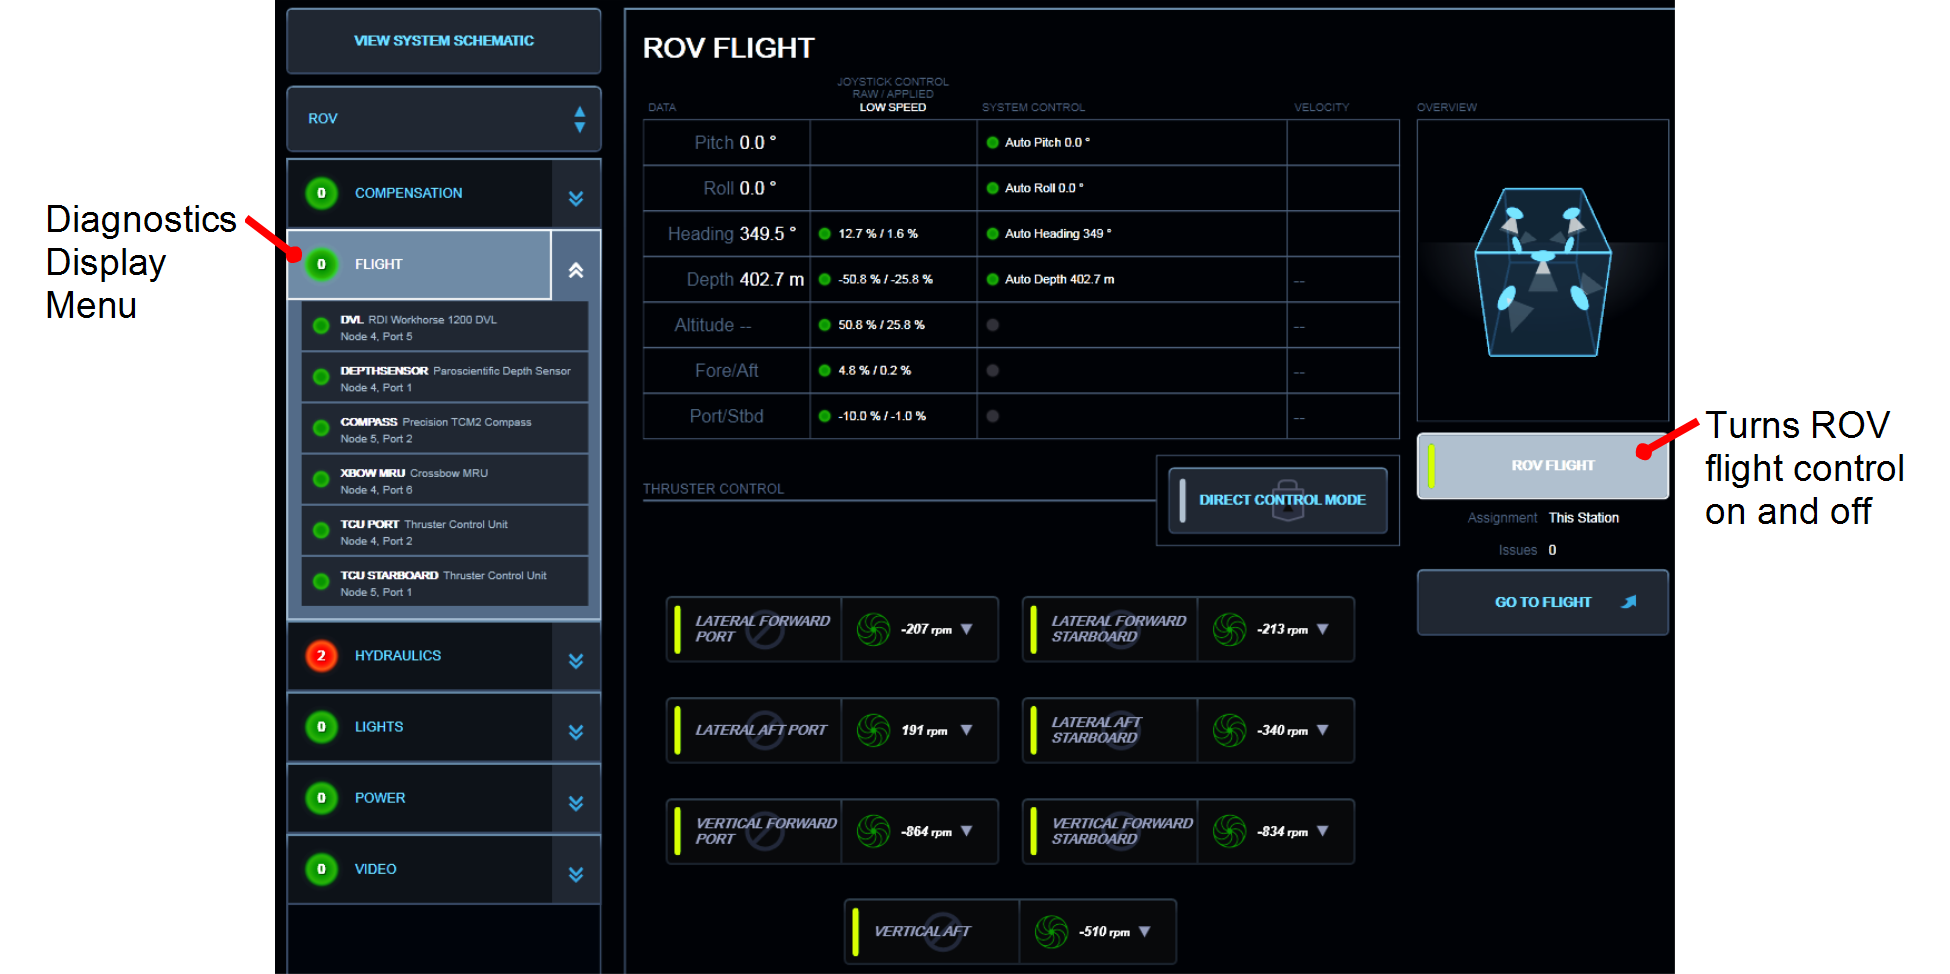 Diagnostics
Display
Menu
VIEW SYSTEM SCHEMATIC
ROV
0 COMPENSATION
0 FLIGHT
DVL RDI Workhorse 1200 DVL
Node 4, Port 5
DEPTHSENSOR Paroscientific Depth Sensor
Node 4, Port 1
COMPASS Precision TCM2 Compass
Node 5, Port 2
XBOW MRU Crossbow MRU
Node 4, Port 6
TCU PORT Thruster Control Unit
Node 4, Port 2
TCU STARBOARD Thruster Control Unit
Node 5, Port 1
2 HYDRAULICS
0 LIGHTS
0 POWER
0 VIDEO
ROV FLIGHT
JOYSTICK CONTROL
RAW / APPLIED
DATA LOW SPEED SYSTEM CONTROL VELOCITY
Pitch 0.0 ° Auto Pitch 0.0 °
Roll 0.0 ° Auto Roll 0.0 °
Heading 349.5 ° 12.7 % / 1.6 % Auto Heading 349 °
Depth 402.7 m -50.8 % / -25.8 % Auto Depth 402.7 m --
Altitude -- 50.8 % / 25.8 % --
Fore/Aft 4.8 % / 0.2 % --
Port/Stbd -10.0 % / -1.0 % --
THRUSTER CONTROL
DIRECT CONTROL MODE
LATERAL FORWARD
PORT
-207 rpm
LATERAL FORWARD
STARBOARD
-213 rpm
LATERAL AFT PORT
191 rpm
LATERAL AFT
STARBOARD
-340 rpm
VERTICAL FORWARD
PORT
-864 rpm
VERTICAL FORWARD
STARBOARD
-834 rpm
VERTICAL AFT
-510 rpm
OVERVIEW
ROV FLIGHT
Assignment This Station
Issues 0
GO TO FLIGHT
Turns ROV
flight control
on and off